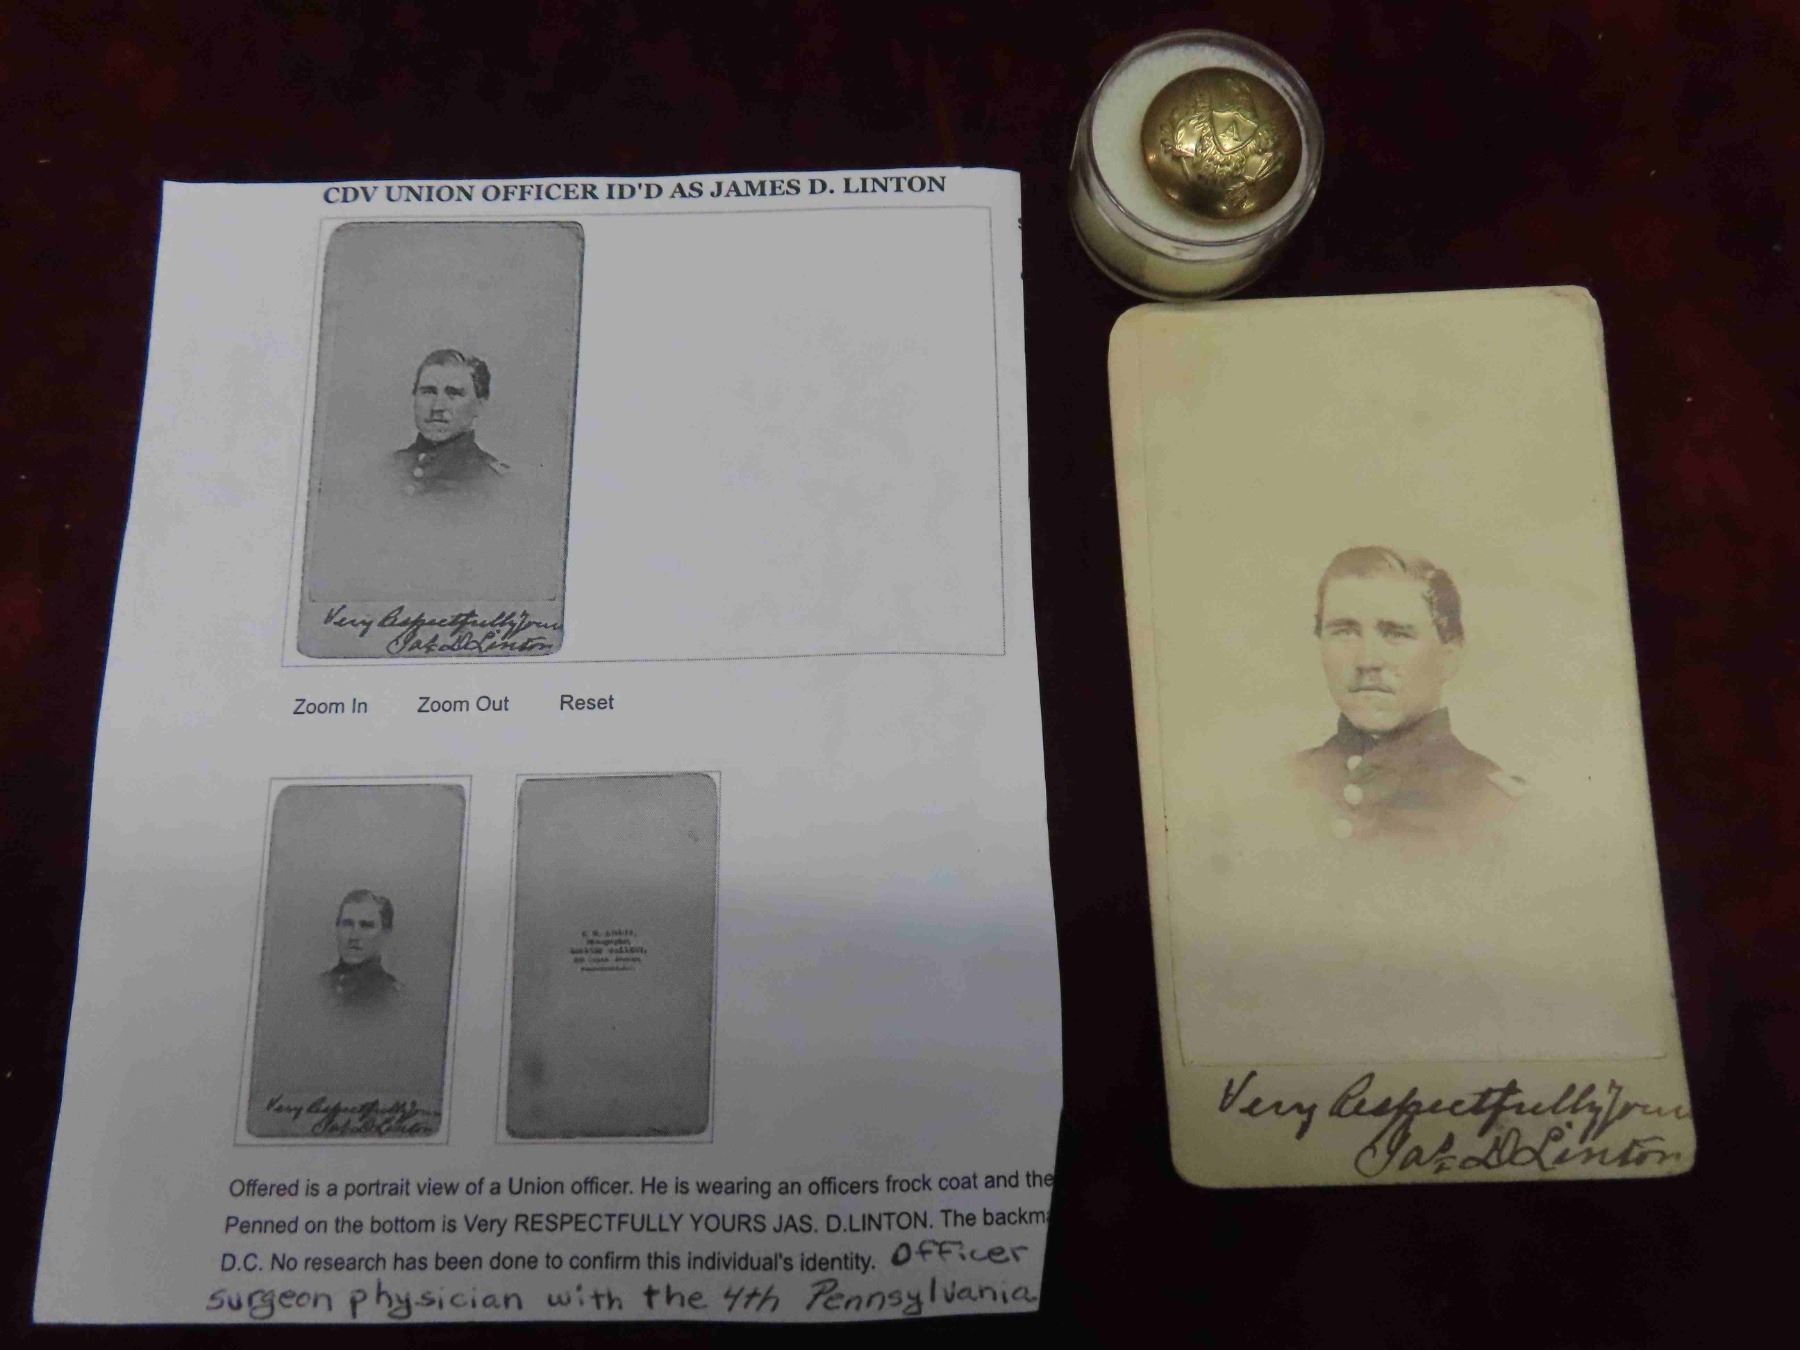 CDV UNION OFFICER ID'D AS JAMES D. LINTON
Very Respectfully Yours
Jas D Linton
Zoom In Zoom Out Reset
Very Respectfully Yours
Jas D Linton
Offered is a portrait view of a Union officer. He is wearing an officers frock coat and the
Penned on the bottom is Very RESPECTFULLY YOURS JAS. D.LINTON. The backma
D.C. No research has been done to confirm this individual's identity. Officer
surgeon physician with the 4th Pennsylvania
A
Very Respectfully Yours
Jas D Linton